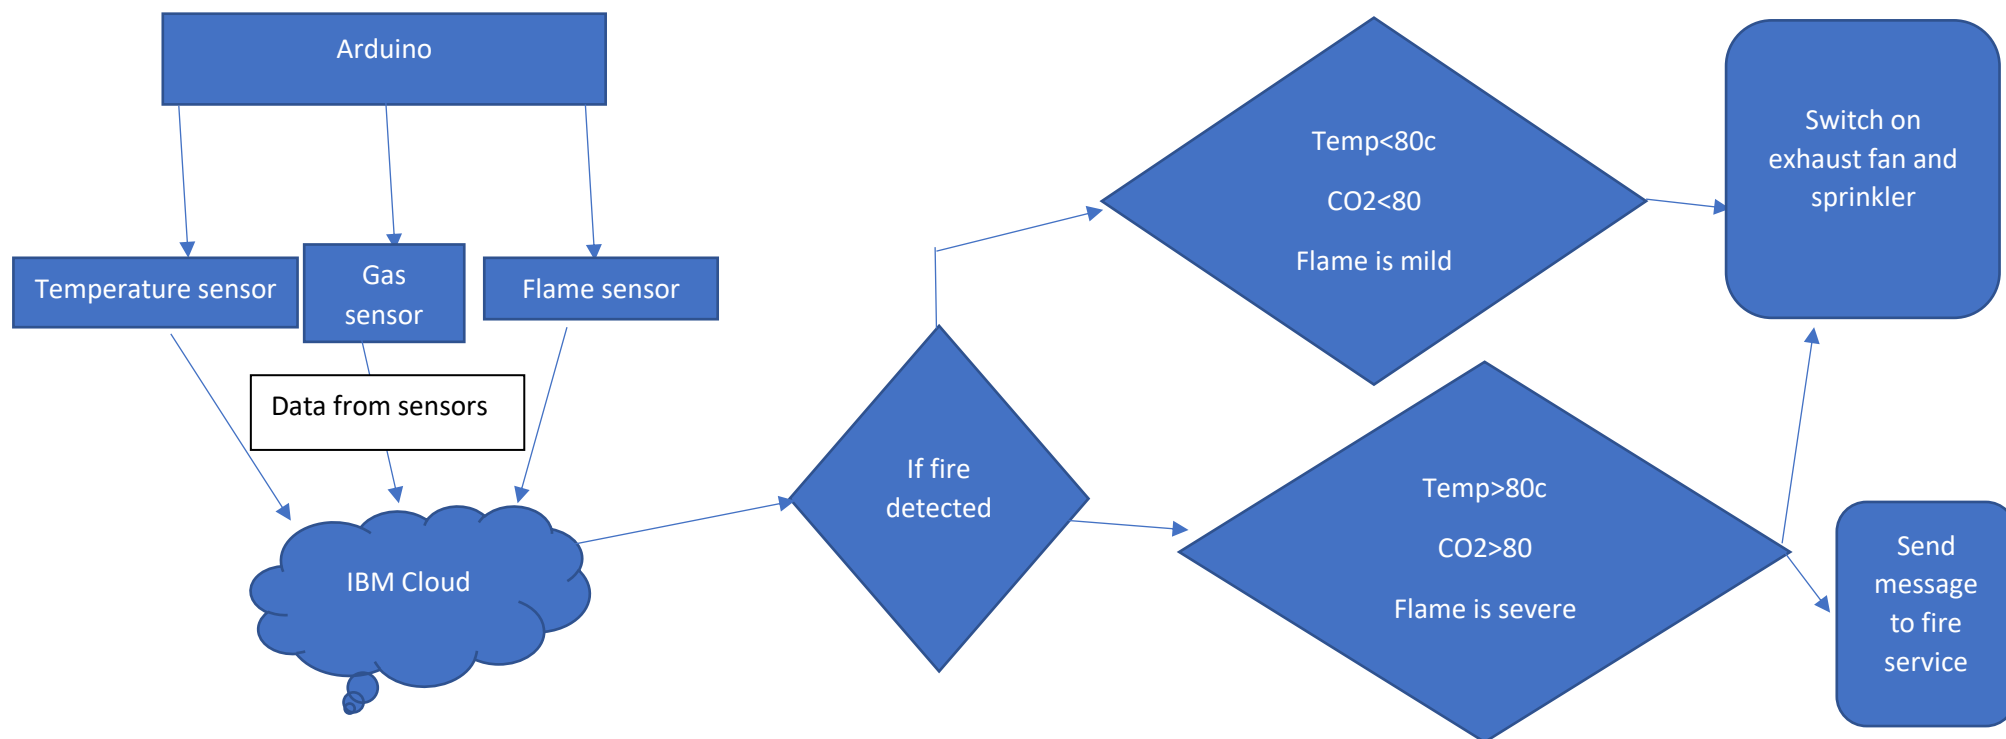 Arduino
Temperature sensor
Gas
sensor
Flame sensor
Data from sensors
IBM Cloud
If fire
detected
Temp<80c
CO2<80
Flame is mild
Temp>80c
CO2>80
Flame is severe
Switch on
exhaust fan and
sprinkler
Send
message
to fire
service